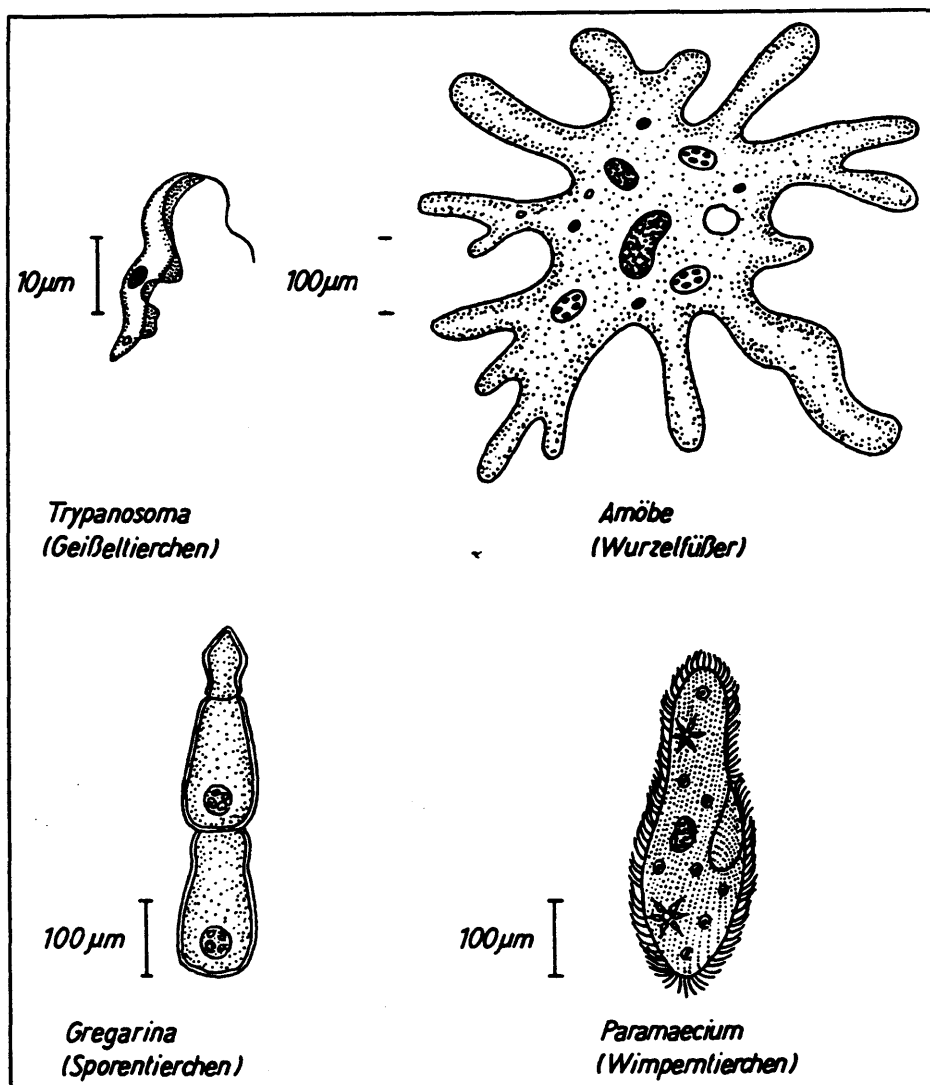 10µm
100µm
Trypanosoma
(Geißeltierchen)
Amöbe
(Wurzelfüßer)
100µm
100µm
Gregarina
(Sporentierchen)
Paramaecium
(Wimperntierchen)